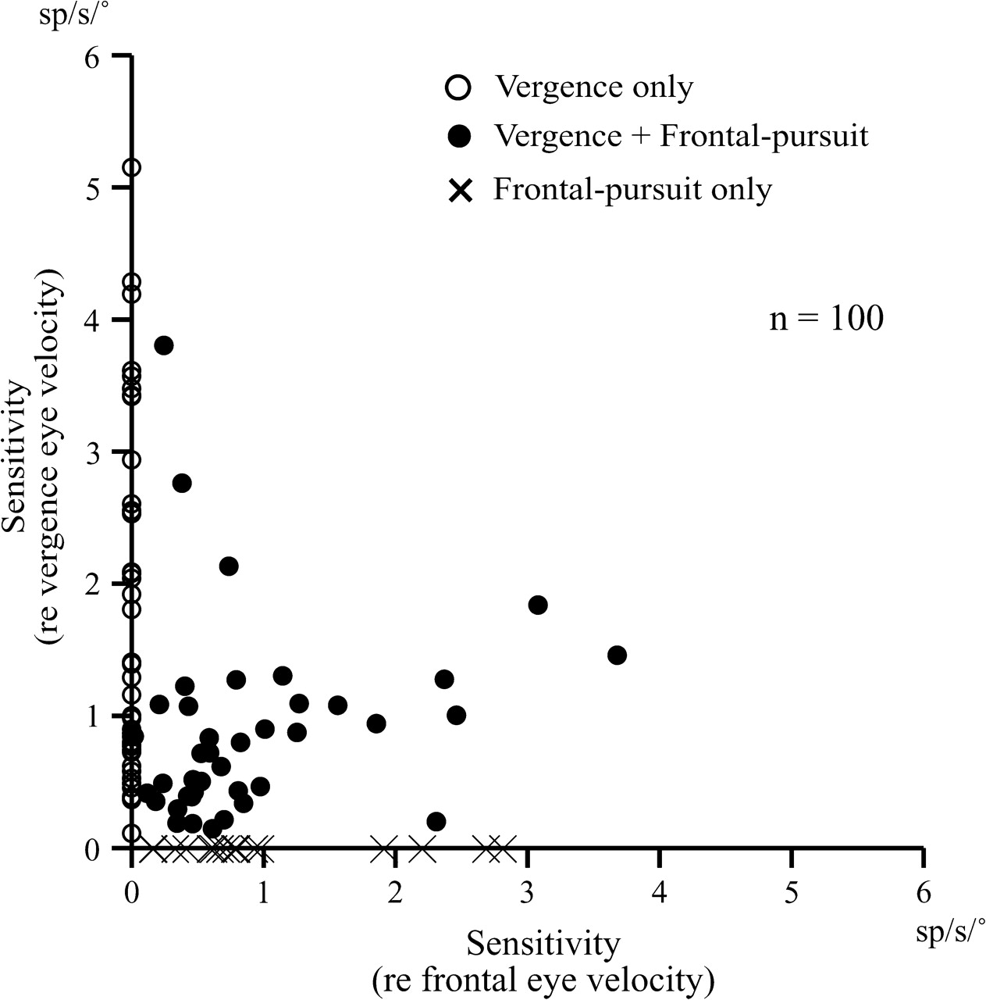 sp/s/°
6
Vergence only
Vergence + Frontal-pursuit
Frontal-pursuit only
5
n = 100
4
3
2
1
0
Sensitivity
(re vergence eye velocity)
0 1 2 3 4 5 6
sp/s/°
Sensitivity
(re frontal eye velocity)